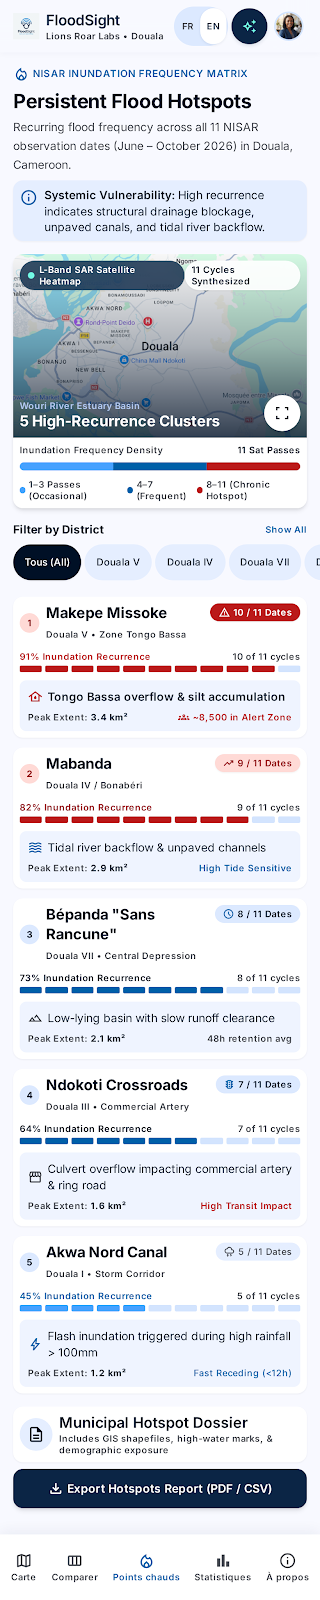 FloodSight
Lions Roar Labs • Douala
FR
EN
NISAR INUNDATION FREQUENCY MATRIX
Persistent Flood Hotspots
Recurring flood frequency across all 11 NISAR
observation dates (June – October 2026) in Douala,
Cameroon.
Systemic Vulnerability: High recurrence
indicates structural drainage blockage,
unpaved canals, and tidal river backflow.
L-Band SAR Satellite
Heatmap
11 Cycles
Synthesized
BONAMOUSSADI
LOGPOM
AKWA NORD
Rond-Point Deido
MAKEPE
MISSOKE
AKWA
BALI
BESSENGUE
Douala
BONANJO
China Mall Ndokoti
NEW BELL
Wouri River Estuary Basin
5 High-Recurrence Clusters
Inundation Frequency Density
11 Sat Passes
1–3 Passes
(Occasional)
4–7
(Frequent)
8–11 (Chronic
Hotspot)
Filter by District
Show All
Tous (All)
Douala V
Douala IV
Douala VII
1
Makepe Missoke
10 / 11 Dates
Douala V • Zone Tongo Bassa
91% Inundation Recurrence
10 of 11 cycles
Tongo Bassa overflow & silt accumulation
Peak Extent: 3.4 km²
~8,500 in Alert Zone
2
Mabanda
9 / 11 Dates
Douala IV / Bonabéri
82% Inundation Recurrence
9 of 11 cycles
Tidal river backflow & unpaved channels
Peak Extent: 2.9 km²
High Tide Sensitive
3
Bépanda "Sans
Rancune"
8 / 11 Dates
Douala VII • Central Depression
73% Inundation Recurrence
8 of 11 cycles
Low-lying basin with slow runoff clearance
Peak Extent: 2.1 km²
48h retention avg
4
Ndokoti Crossroads
7 / 11 Dates
Douala III • Commercial Artery
64% Inundation Recurrence
7 of 11 cycles
Culvert overflow impacting commercial artery
& ring road
Peak Extent: 1.6 km²
High Transit Impact
5
Akwa Nord Canal
5 / 11 Dates
Douala I • Storm Corridor
45% Inundation Recurrence
5 of 11 cycles
Flash inundation triggered during high rainfall
> 100mm
Peak Extent: 1.2 km²
Fast Receding (<12h)
Municipal Hotspot Dossier
Includes GIS shapefiles, high-water marks, &
demographic exposure
Export Hotspots Report (PDF / CSV)
Carte
Comparer
Points chauds
Statistiques
À propos